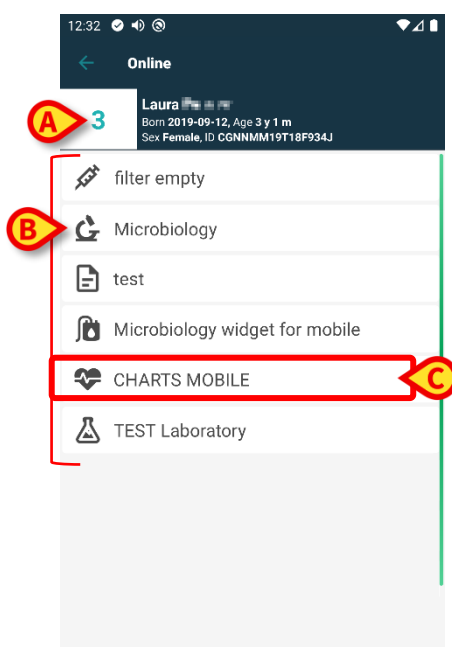 12:32
Online
A
3
Laura
Born 2019-09-12, Age 3 y 1 m
Sex Female, ID CGNNMM19T18F934J
filter empty
B
Microbiology
test
Microbiology widget for mobile
CHARTS MOBILE
C
TEST Laboratory